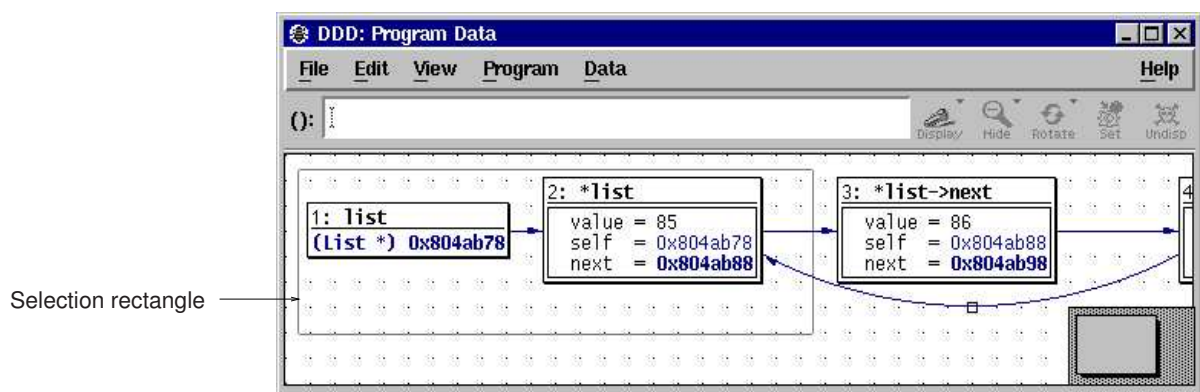 DDD: Program Data
File Edit View Program Data Help
():
Display Hide Rotate Set Undisp
1: list
(List *) 0x804ab78
2: *list
value = 85
self = 0x804ab78
next = 0x804ab88
3: *list->next
value = 86
self = 0x804ab88
next = 0x804ab98
4
Selection rectangle